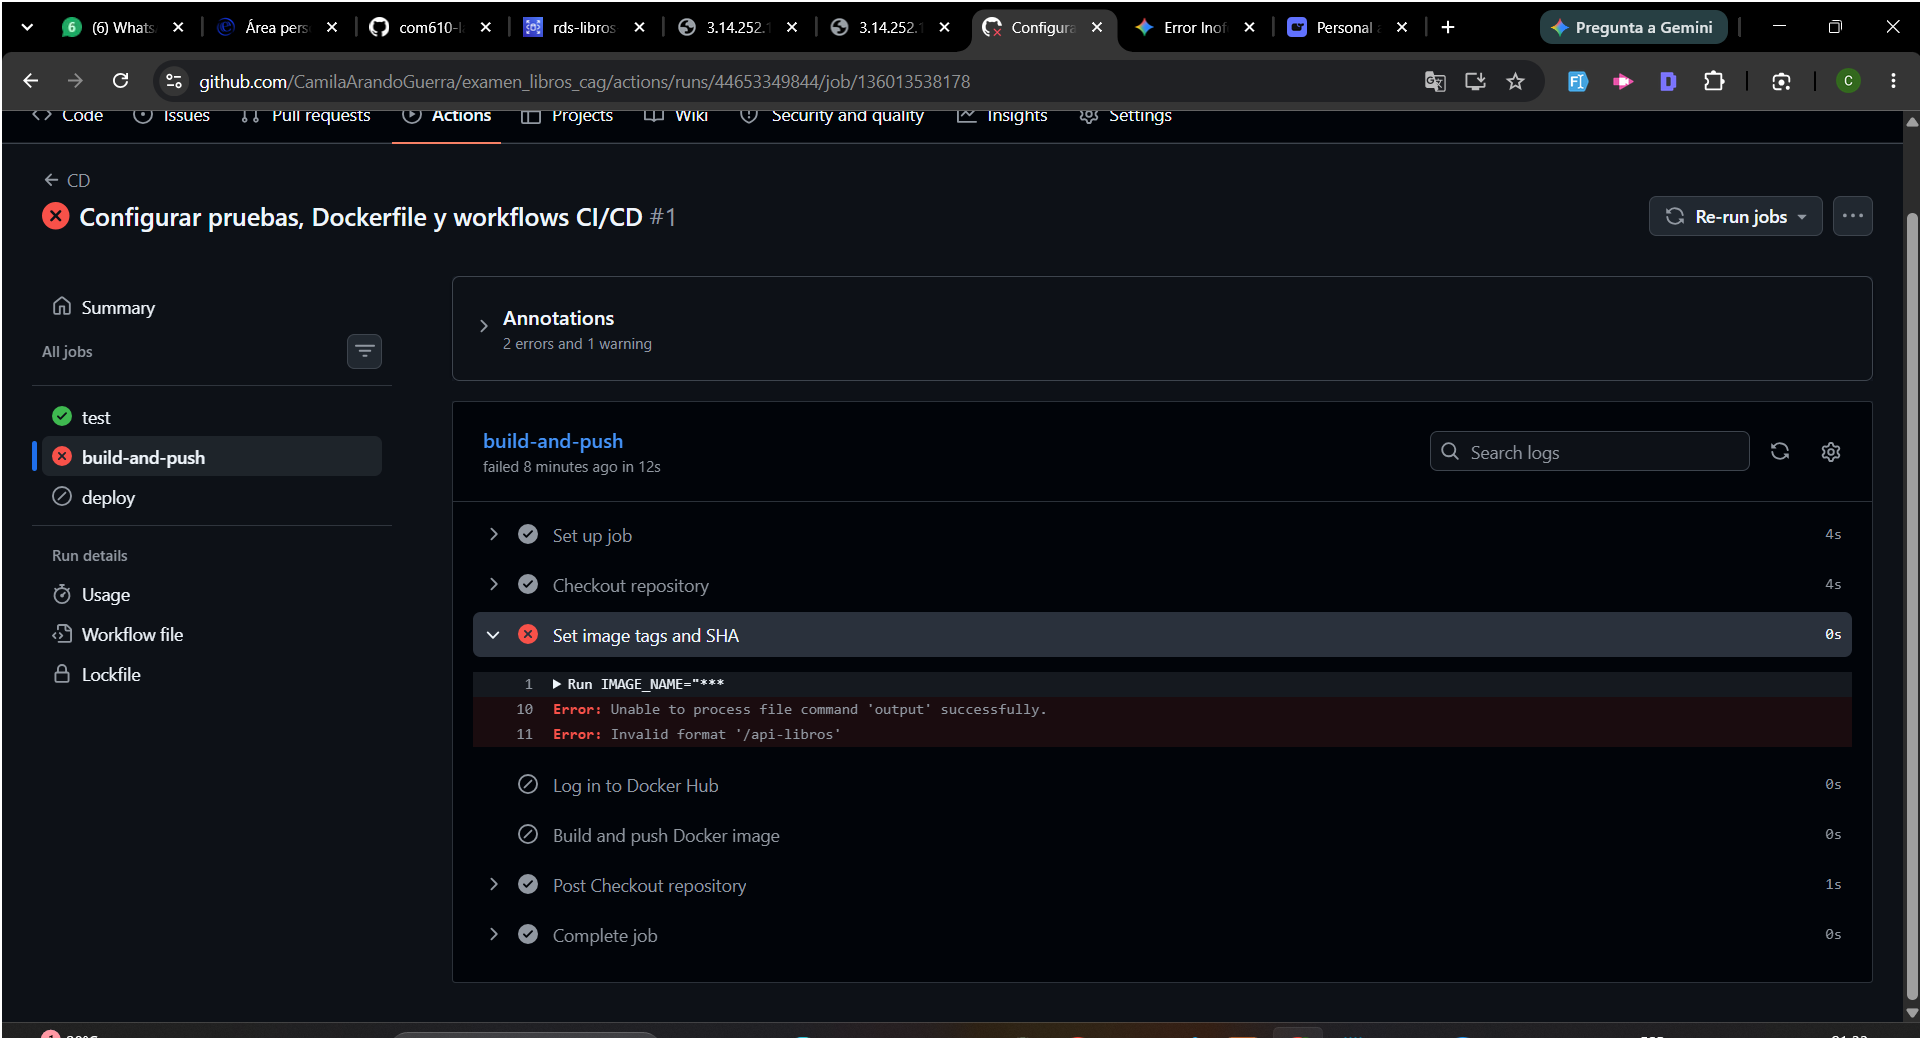 (6) Whats
Área pers
com610-l
rds-libros
3.14.252.1
3.14.252.1
Configura
Error Inof
Personal a
Pregunta a Gemini
github.com/CamilaArandoGuerra/examen_libros_cag/actions/runs/44653349844/job/136013538178
C
Code
Issues
Pull requests
Actions
Projects
Wiki
Security and quality
Insights
Settings
CD
Configurar pruebas, Dockerfile y workflows CI/CD #1
Re-run jobs
Summary
All jobs
test
build-and-push
deploy
Run details
Usage
Workflow file
Lockfile
Annotations
2 errors and 1 warning
build-and-push
failed 8 minutes ago in 12s
Search logs
Set up job 4s
Checkout repository 4s
Set image tags and SHA 0s
1 Run IMAGE_NAME="***
10 Error: Unable to process file command 'output' successfully.
11 Error: Invalid format '/api-libros'
Log in to Docker Hub 0s
Build and push Docker image 0s
Post Checkout repository 1s
Complete job 0s